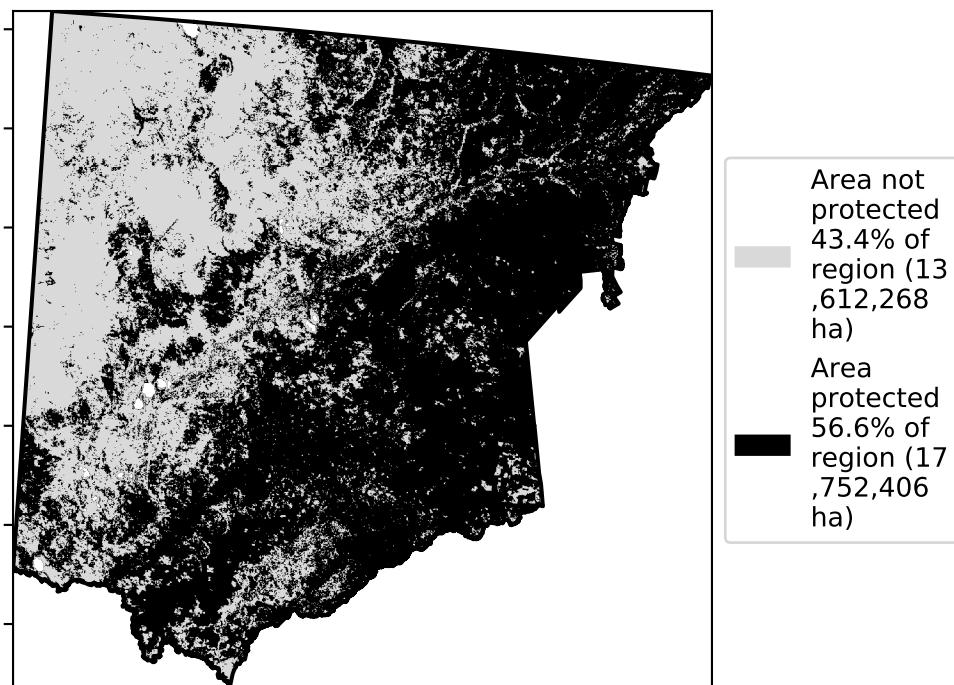 Area not
protected
43.4% of
region (13
,612,268
ha)
Area
protected
56.6% of
region (17
,752,406
ha)